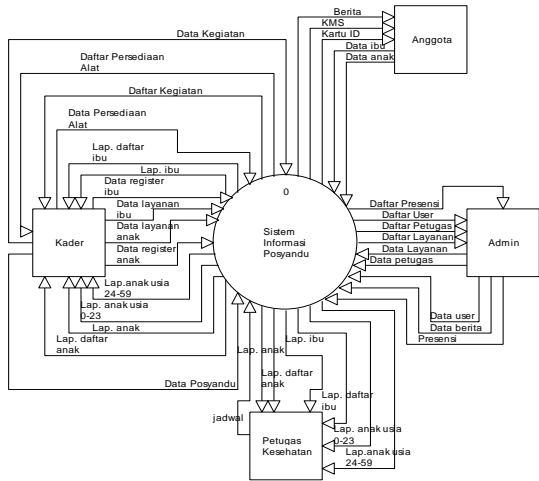 Berita
KMS
Kartu ID
Data ibu
Data anak
Anggota
Data Kegiatan
Daftar Persediaan
Alat
Daftar Kegiatan
Data Persediaan
Alat
Lap. daftar
ibu
Lap. ibu
Data register
ibu
Data layanan
ibu
Data layanan
anak
Data register
anak
Kader
0
Sistem
Informasi
Posyandu
Daftar Presensi
Daftar User
Daftar Petugas
Daftar Layanan
Data Layanan
Data petugas
Admin
Data user
Data berita
Presensi
Lap.anak usia
24-59
Lap.anak usia
0-23
Lap. anak
Lap. daftar
anak
Data Posyandu
jadwal
Lap. anak
Lap. daftar
anak
Lap. ibu
Lap. daftar
ibu
Lap. anak usia
0-23
Lap.anak usia
24-59
Petugas
Kesehatan